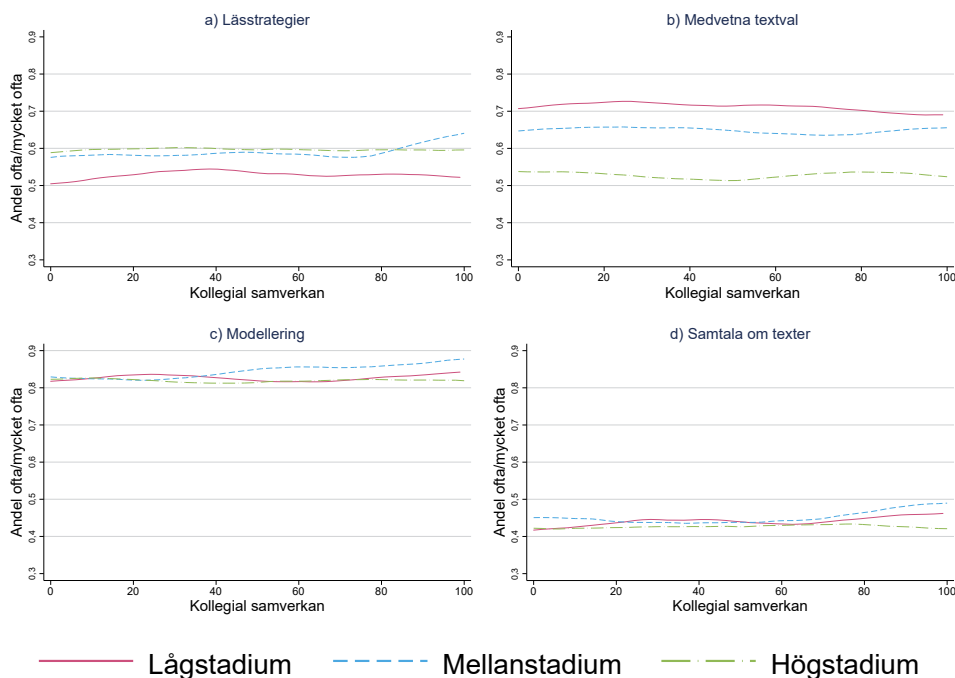 a) Lässtrategier
Andel ofta/mycket ofta
0.9
0.8
0.7
0.6
0.5
0.4
0.3
0 20 40 60 80 100
Kollegial samverkan
b) Medvetna textval
Andel ofta/mycket ofta
0.9
0.8
0.7
0.6
0.5
0.4
0.3
0 20 40 60 80 100
Kollegial samverkan
c) Modellering
Andel ofta/mycket ofta
0.9
0.8
0.7
0.6
0.5
0.4
0.3
0 20 40 60 80 100
Kollegial samverkan
d) Samtala om texter
Andel ofta/mycket ofta
0.9
0.8
0.7
0.6
0.5
0.4
0.3
0 20 40 60 80 100
Kollegial samverkan
Lågstadium Mellanstadium Högstadium